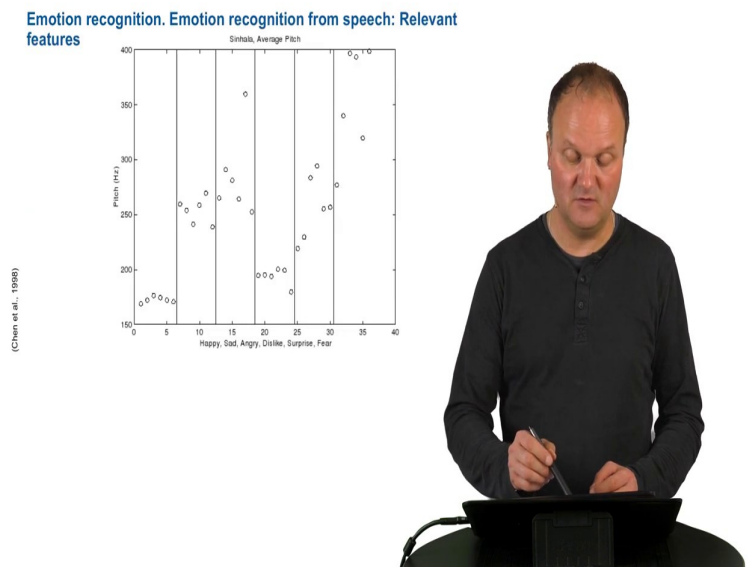 Emotion recognition. Emotion recognition from speech: Relevant
features
Sinhala, Average Pitch
400
350
300
250
200
150
Pitch (Hz)
0 5 10 15 20 25 30 35 40
Happy, Sad, Angry, Dislike, Surprise, Fear
(Chen et al., 1998)